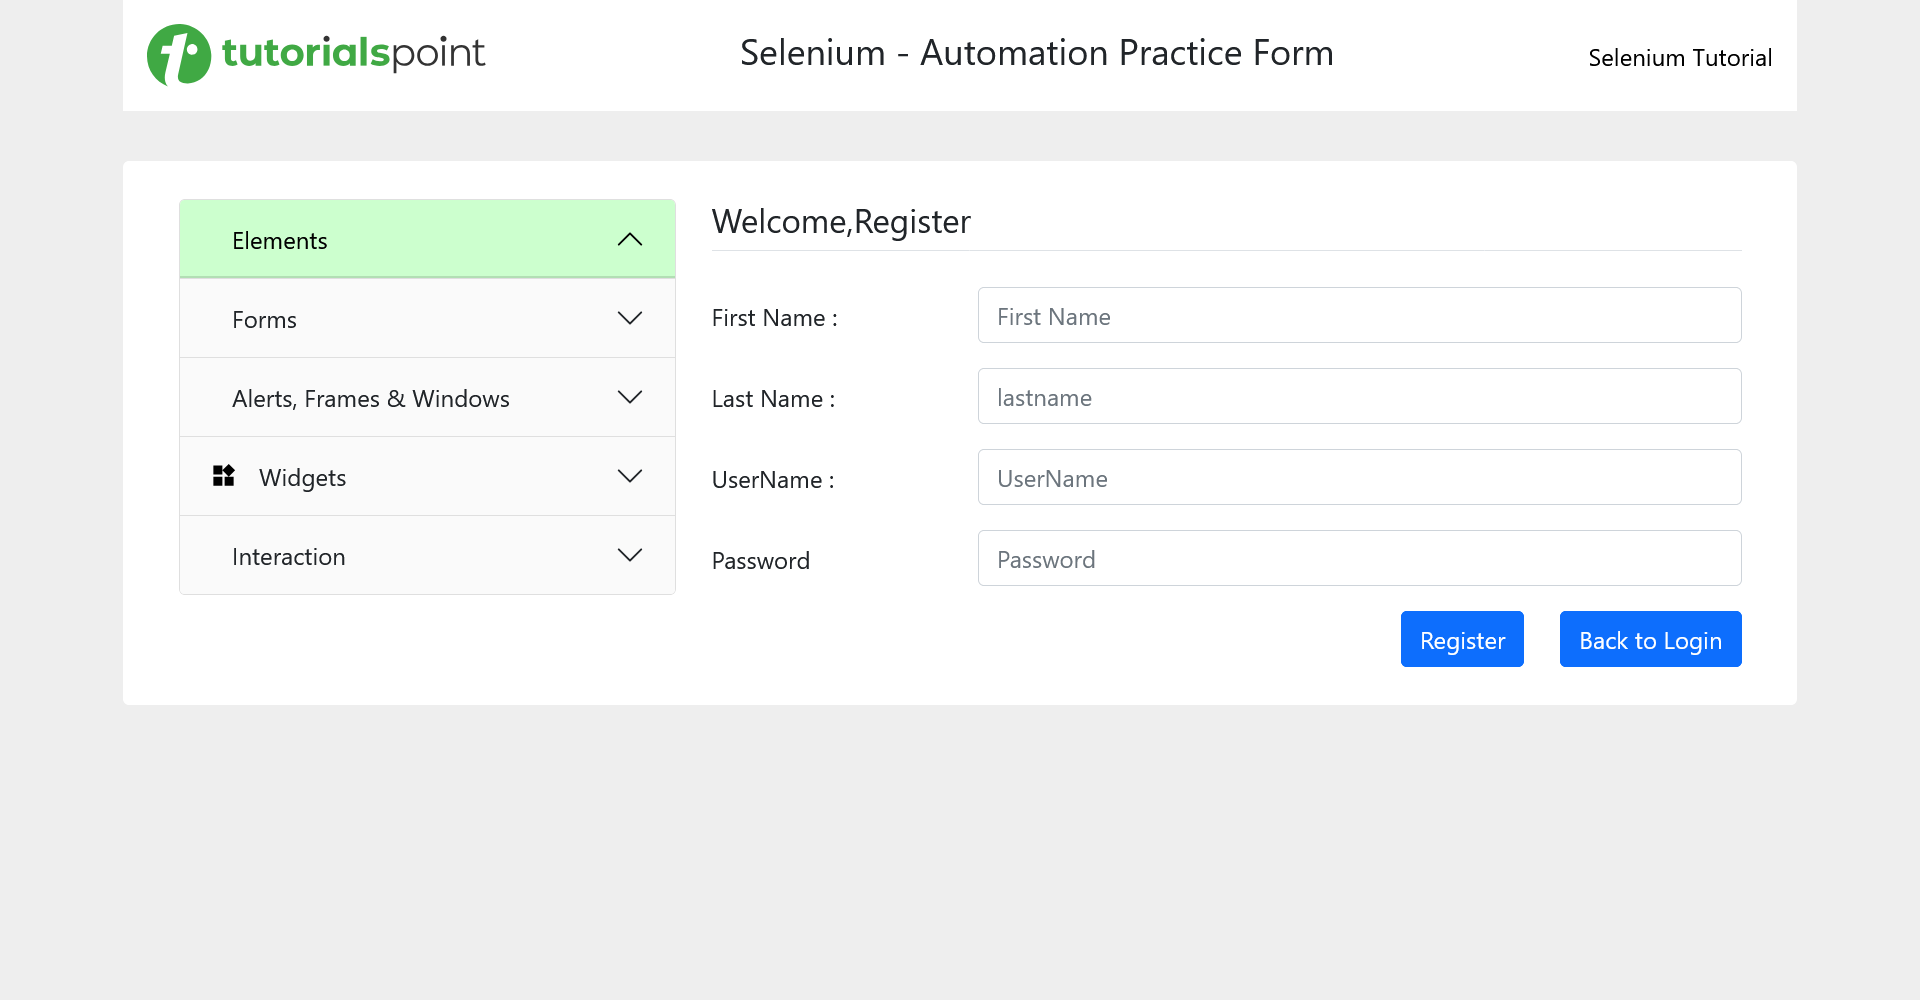 tutorialspoint
Selenium - Automation Practice Form
Selenium Tutorial
Elements
Forms
Alerts, Frames & Windows
Widgets
Interaction
Welcome,Register
First Name :
First Name
Last Name :
lastname
UserName :
UserName
Password
Password
Register
Back to Login